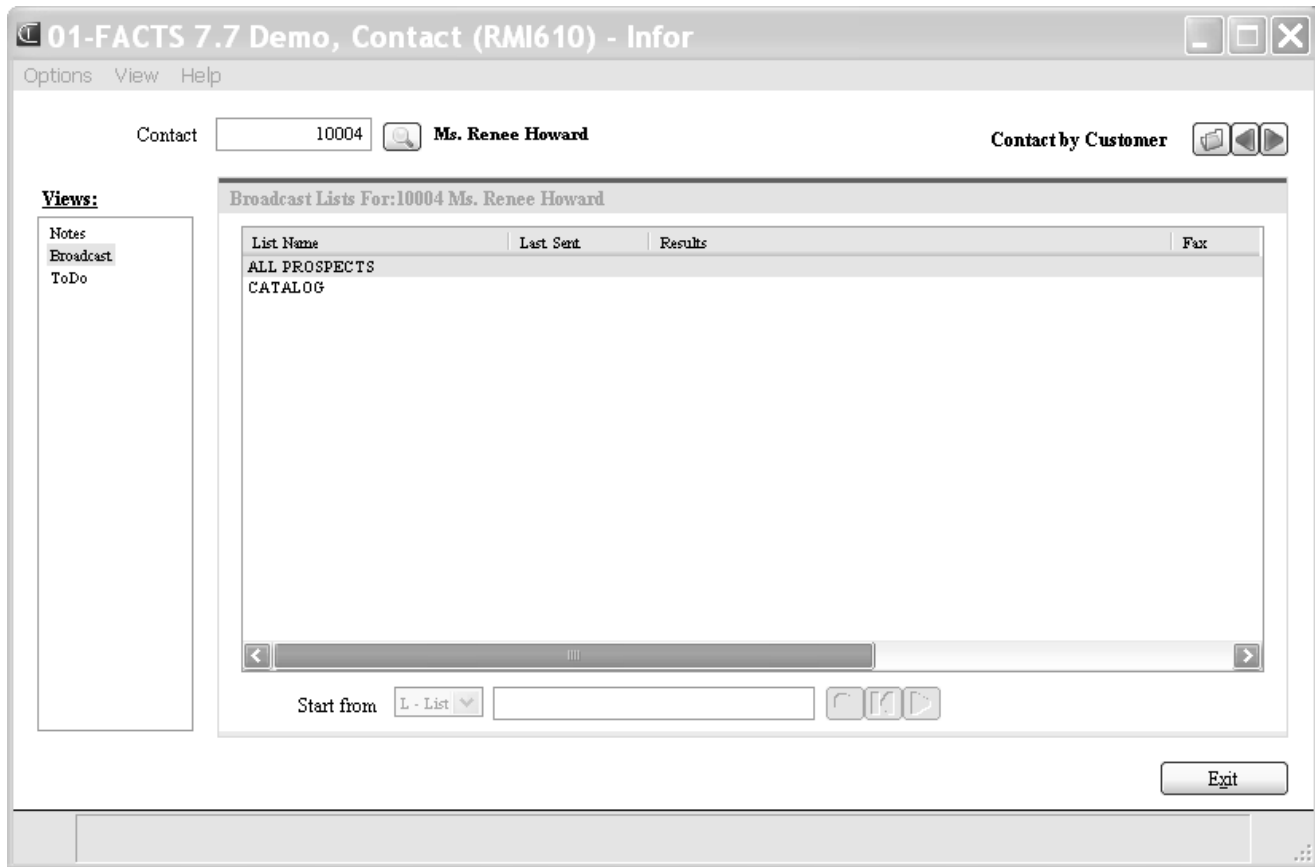 01-FACTS 7.7 Demo, Contact (RMI610) - Infor
Options View Help
Contact 10004 Ms. Renee Howard Contact by Customer
Views:
Broadcast Lists For:10004 Ms. Renee Howard
Notes
Broadcast
ToDo
List Name Last Sent Results Fax
ALL PROSPECTS
CATALOG
Start from L - List
Exit